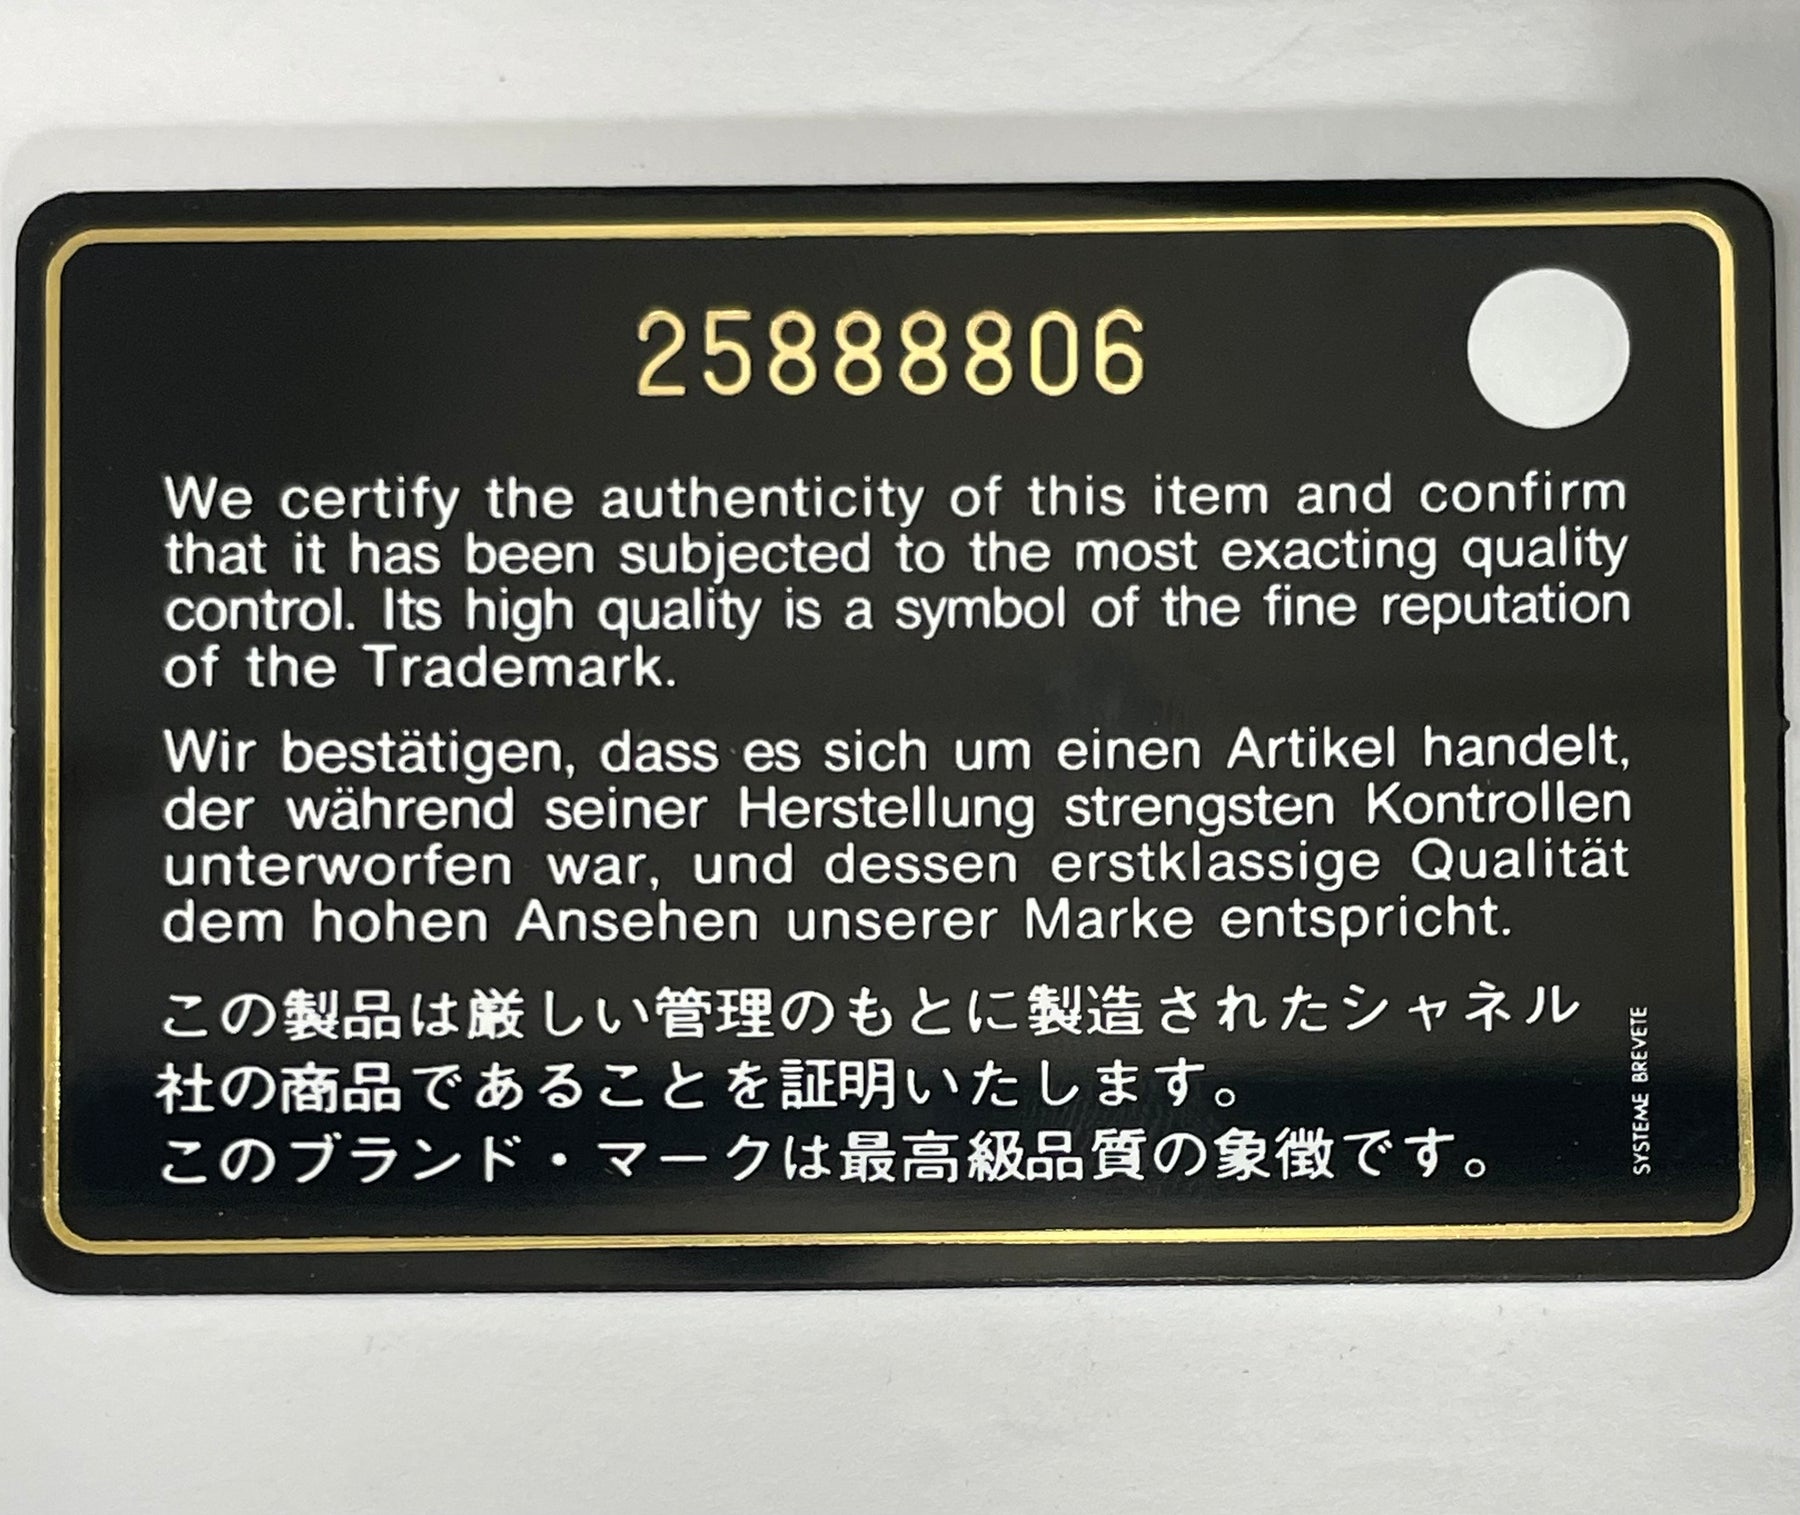 25888806
We certify the authenticity of this item and confirm
that it has been subjected to the most exacting quality
control. Its high quality is a symbol of the fine reputation
of the Trademark.
Wir bestätigen, dass es sich um einen Artikel handelt,
der während seiner Herstellung strengsten Kontrollen
unterworfen war, und dessen erstklassige Qualität
dem hohen Ansehen unserer Marke entspricht.
この製品は厳しい管理のもとに製造されたシャネル
社の商品であることを証明いたします。
このブランド・マークは最高級品質の象徴です。
SYSTEME BREVETE